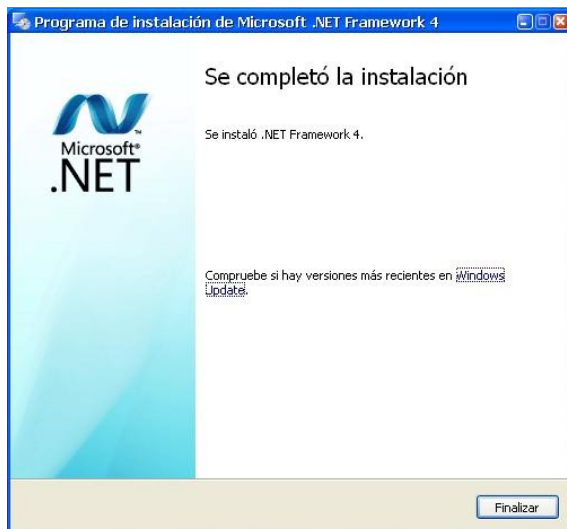 Programa de instalación de Microsoft .NET Framework 4
Microsoft®
.NET™
Se completó la instalación
Se instaló .NET Framework 4.
Compruebe si hay versiones más recientes en Windows
Update.
Finalizar